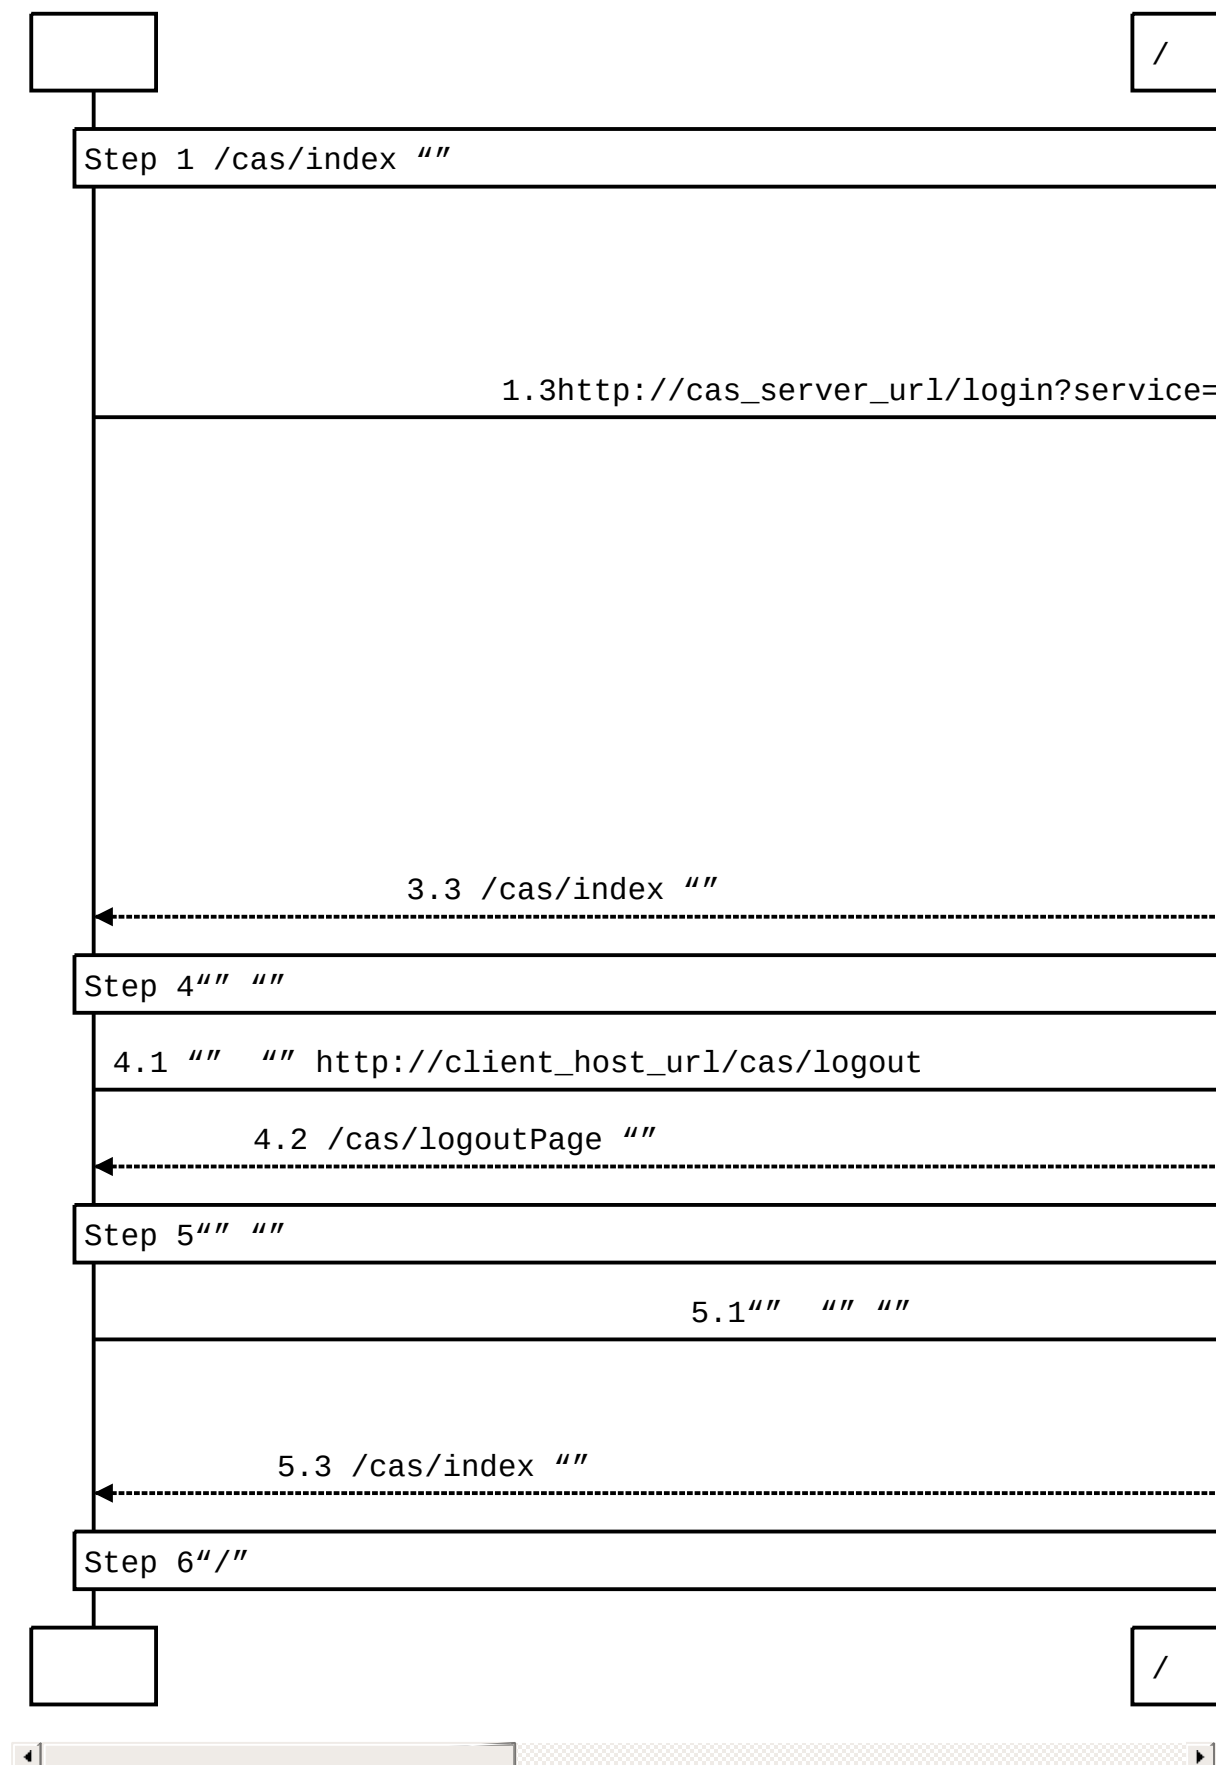 /
Step 1 /cas/index “”
1.3http://cas_server_url/login?service=
3.3 /cas/index “”
Step 4“” “”
4.1 “”  “” http://client_host_url/cas/logout
4.2 /cas/logoutPage “”
Step 5“” “”
5.1“”  “” “”
5.3 /cas/index “”
Step 6“/”
/